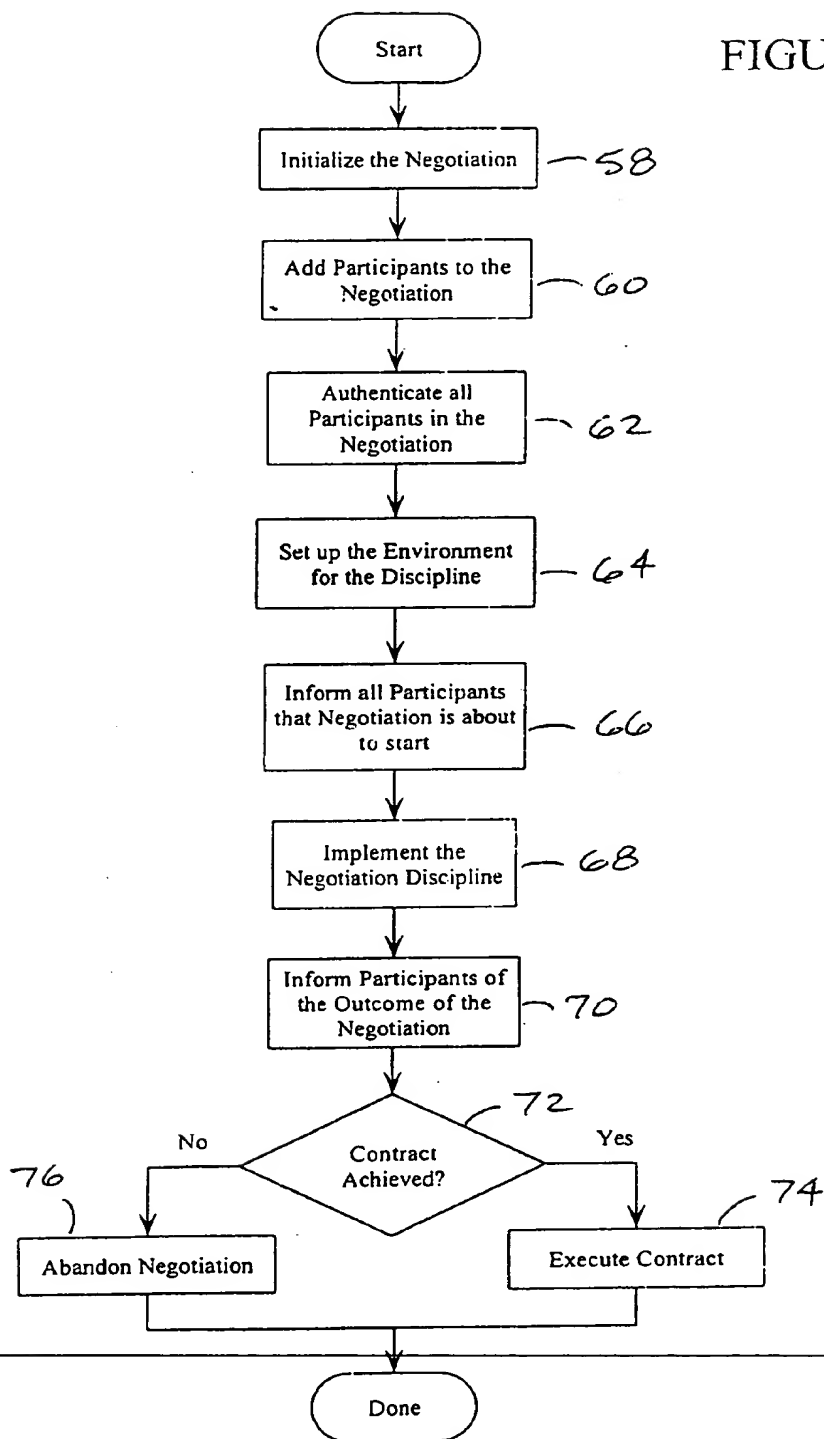 Start
FIGU
Initialize the Negotiation
58
Add Participants to the
Negotiation
60
Authenticate all
Participants in the
Negotiation
62
Set up the Environment
for the Discipline
64
Inform all Participants
that Negotiation is about
to start
66
Implement the
Negotiation Discipline
68
Inform Participants of
the Outcome of the
Negotiation
70
72
No
Yes
Contract
Achieved?
76
74
Abandon Negotiation
Execute Contract
Done